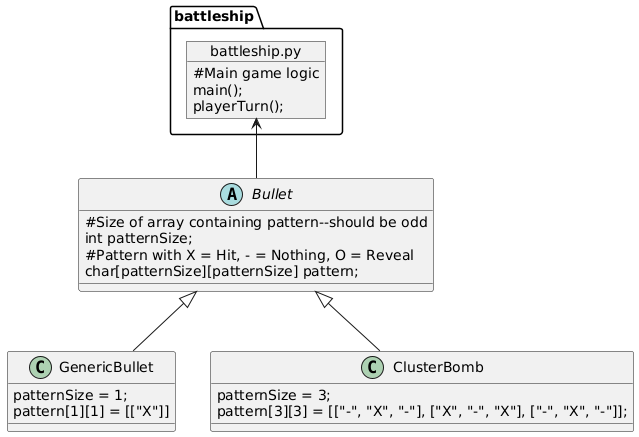 battleship
battleship.py
#Main game logic
main();
playerTurn();
A Bullet
#Size of array containing pattern--should be odd
int patternSize;
#Pattern with X = Hit, - = Nothing, O = Reveal
char[patternSize][patternSize] pattern;
C GenericBullet
patternSize = 1;
pattern[1][1] = [["X"]]
C ClusterBomb
patternSize = 3;
pattern[3][3] = [["-", "X", "-"], ["X", "-", "X"], ["-", "X", "-"]];